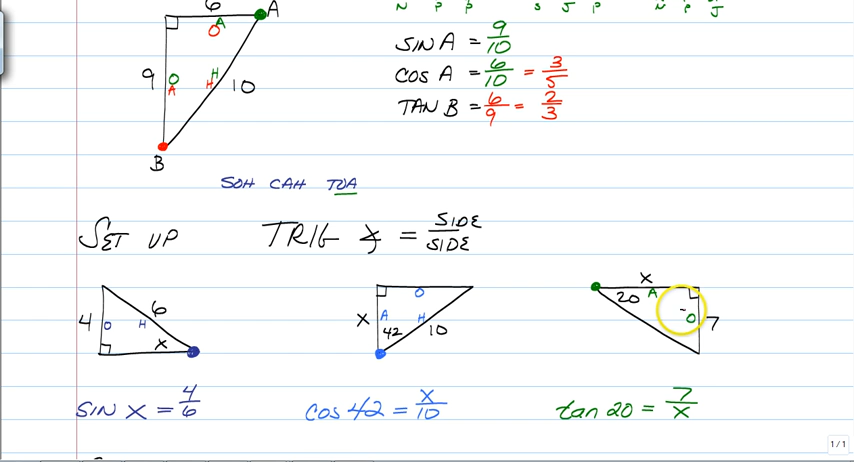 6 A
N P P S J P N P J
SIN A = 9/10
COS A = 6/10 = 3/5
TAN B = 6/9 = 2/3
O A
9 O A H H 10
B
SOH CAH TOA
SET UP TRIG ∡ = SIDE/SIDE
4 O H 6 x
X A O 42 H 10
x 20 A O 7
SIN X = 4/6 COS 42 = X/10 tan 20 = 7/x
1/1